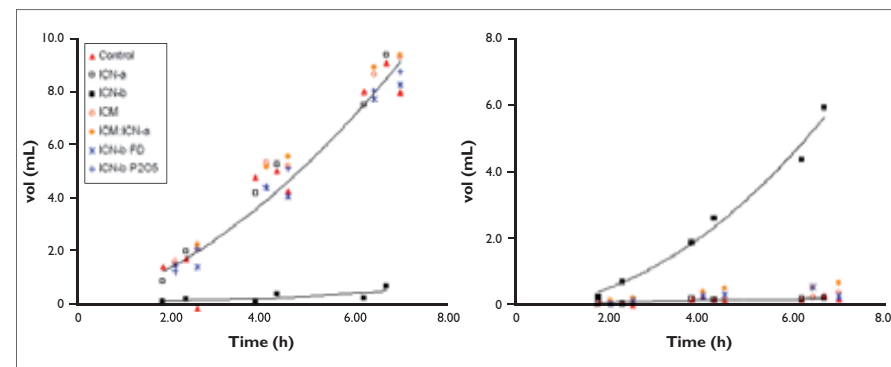 10.0
8.0
6.0
4.0
2.0
0
vol (mL)
Control
ICN-a
ICN-b
ICM
ICM:ICN-a
ICN-b FD
ICN-b P2O5
0
2.00
4.00
6.00
8.00
Time (h)
8.0
6.0
4.0
2.0
0
vol (mL)
0
2.00
4.00
6.00
8.0
Time (h)